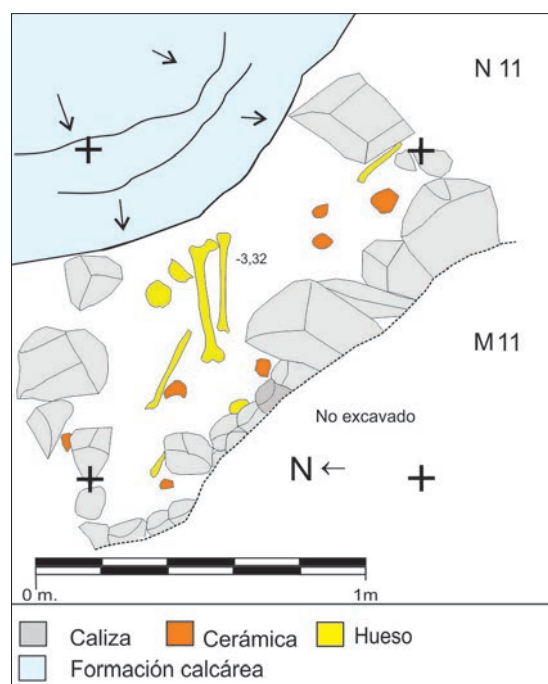 N 11
-3,32
M 11
No excavado
N ←
0 m. 1m
Caliza Cerámica Hueso
Formación calcárea